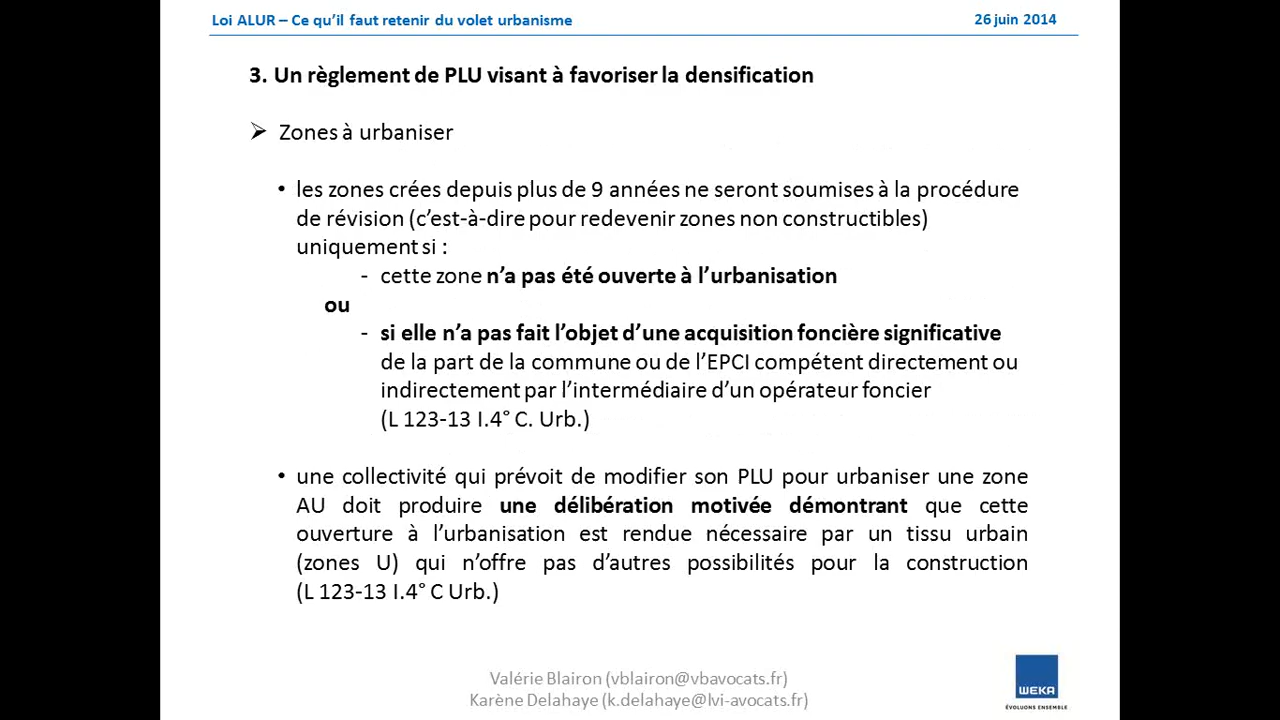 Loi ALUR – Ce qu’il faut retenir du volet urbanisme
26 juin 2014
3. Un règlement de PLU visant à favoriser la densification
➢ Zones à urbaniser
• les zones crées depuis plus de 9 années ne seront soumises à la procédure
de révision (c’est-à-dire pour redevenir zones non constructibles)
uniquement si :
- cette zone n’a pas été ouverte à l’urbanisation
ou
- si elle n’a pas fait l’objet d’une acquisition foncière significative
de la part de la commune ou de l’EPCI compétent directement ou
indirectement par l’intermédiaire d’un opérateur foncier
(L 123-13 I.4° C. Urb.)
• une collectivité qui prévoit de modifier son PLU pour urbaniser une zone
AU doit produire une délibération motivée démontrant que cette
ouverture à l’urbanisation est rendue nécessaire par un tissu urbain
(zones U) qui n’offre pas d’autres possibilités pour la construction
(L 123-13 I.4° C Urb.)
Valérie Blairon (vblairon@vbavocats.fr)
Karène Delahaye (k.delahaye@lvi-avocats.fr)
WEKA
ÉVOLUONS ENSEMBLE